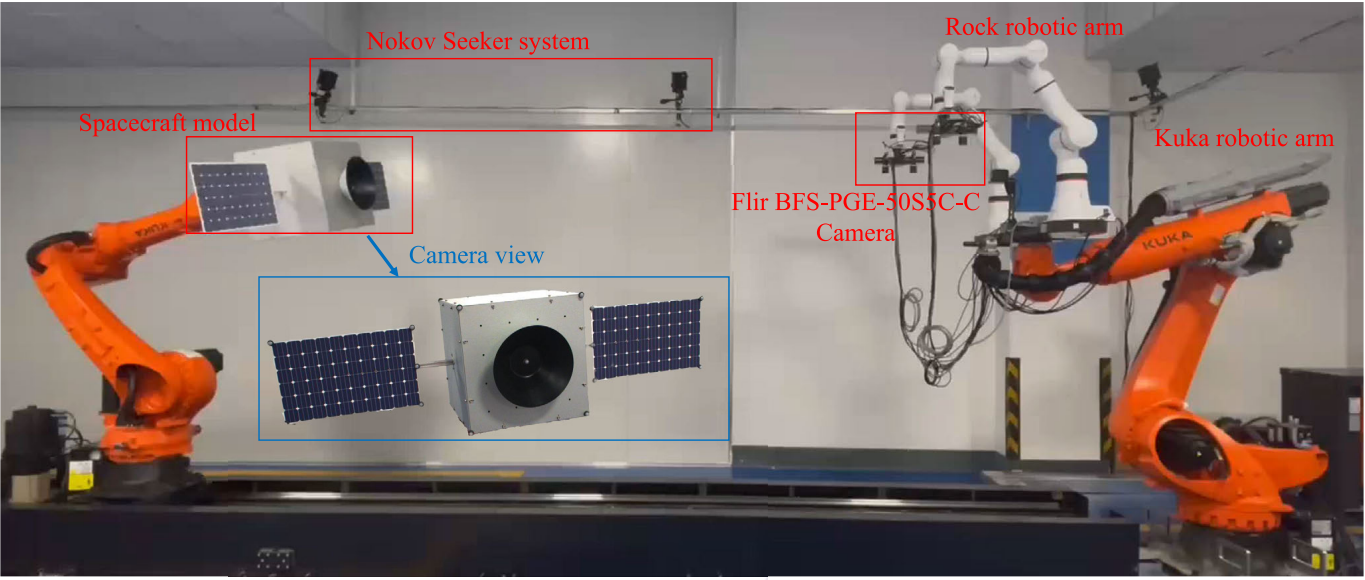 Rock robotic arm
Nokov Seeker system
Spacecraft model
Kuka robotic arm
Flir BFS-PGE-50S5C-C
Camera
KUKA
KUKA
Camera view